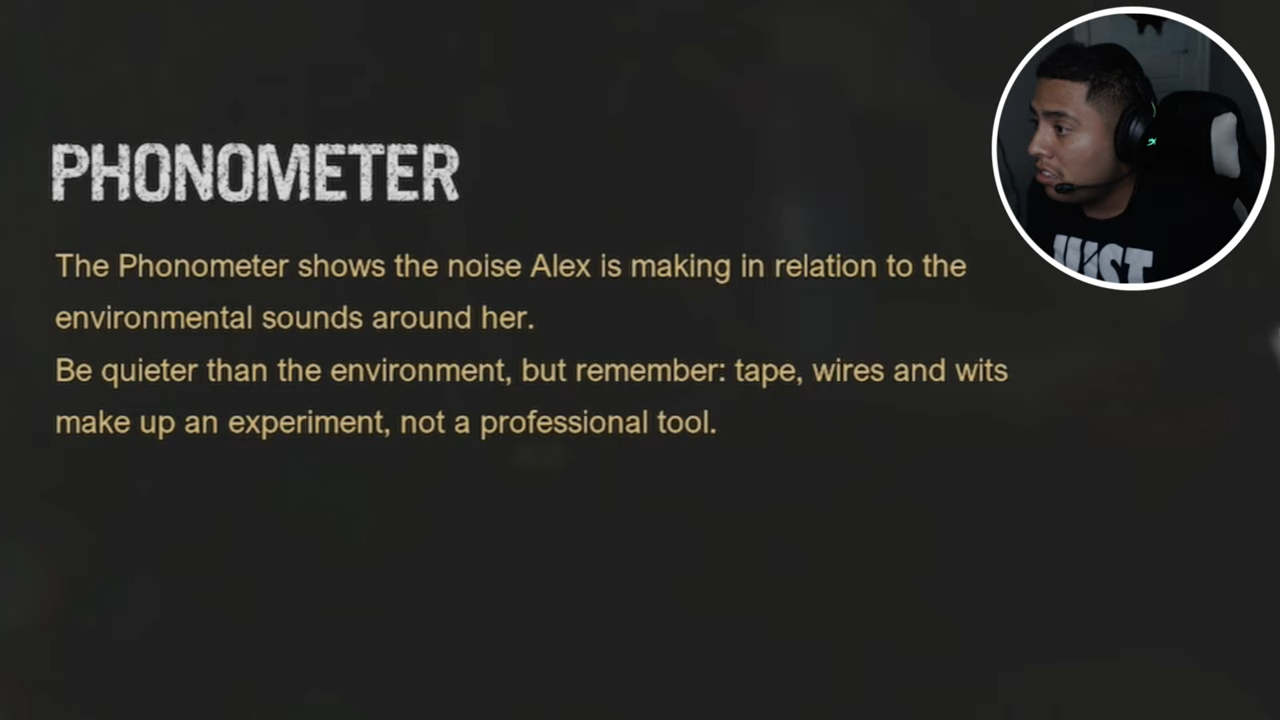 PHONOMETER
The Phonometer shows the noise Alex is making in relation to the
environmental sounds around her.
Be quieter than the environment, but remember: tape, wires and wits
make up an experiment, not a professional tool.